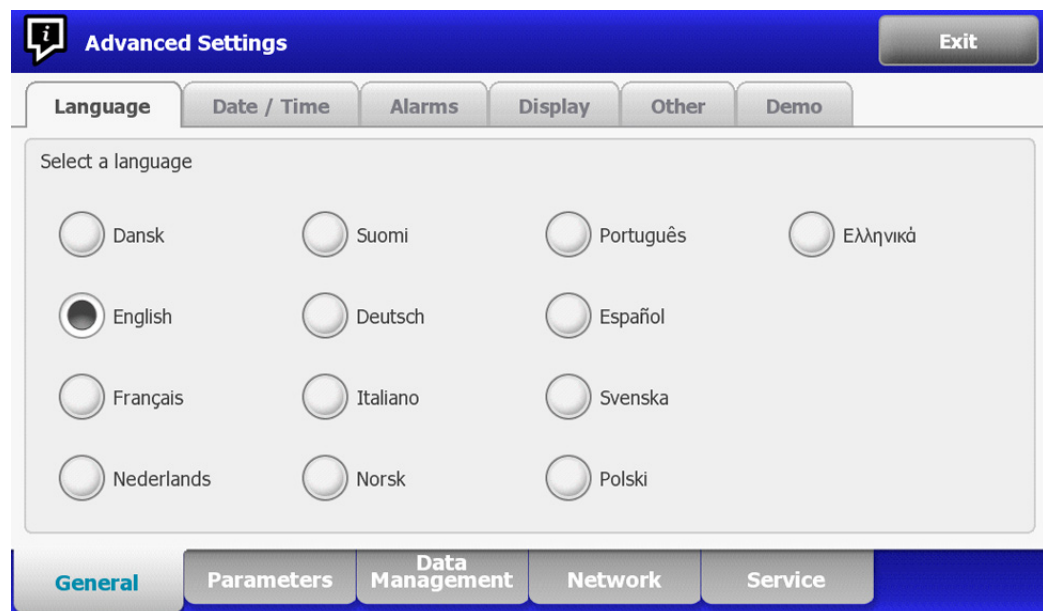 Advanced Settings
Exit
Language
Date / Time
Alarms
Display
Other
Demo
Select a language
Dansk
Suomi
Português
Ελληνικά
English
Deutsch
Español
Français
Italiano
Svenska
Nederlands
Norsk
Polski
General
Parameters
Data
Management
Network
Service